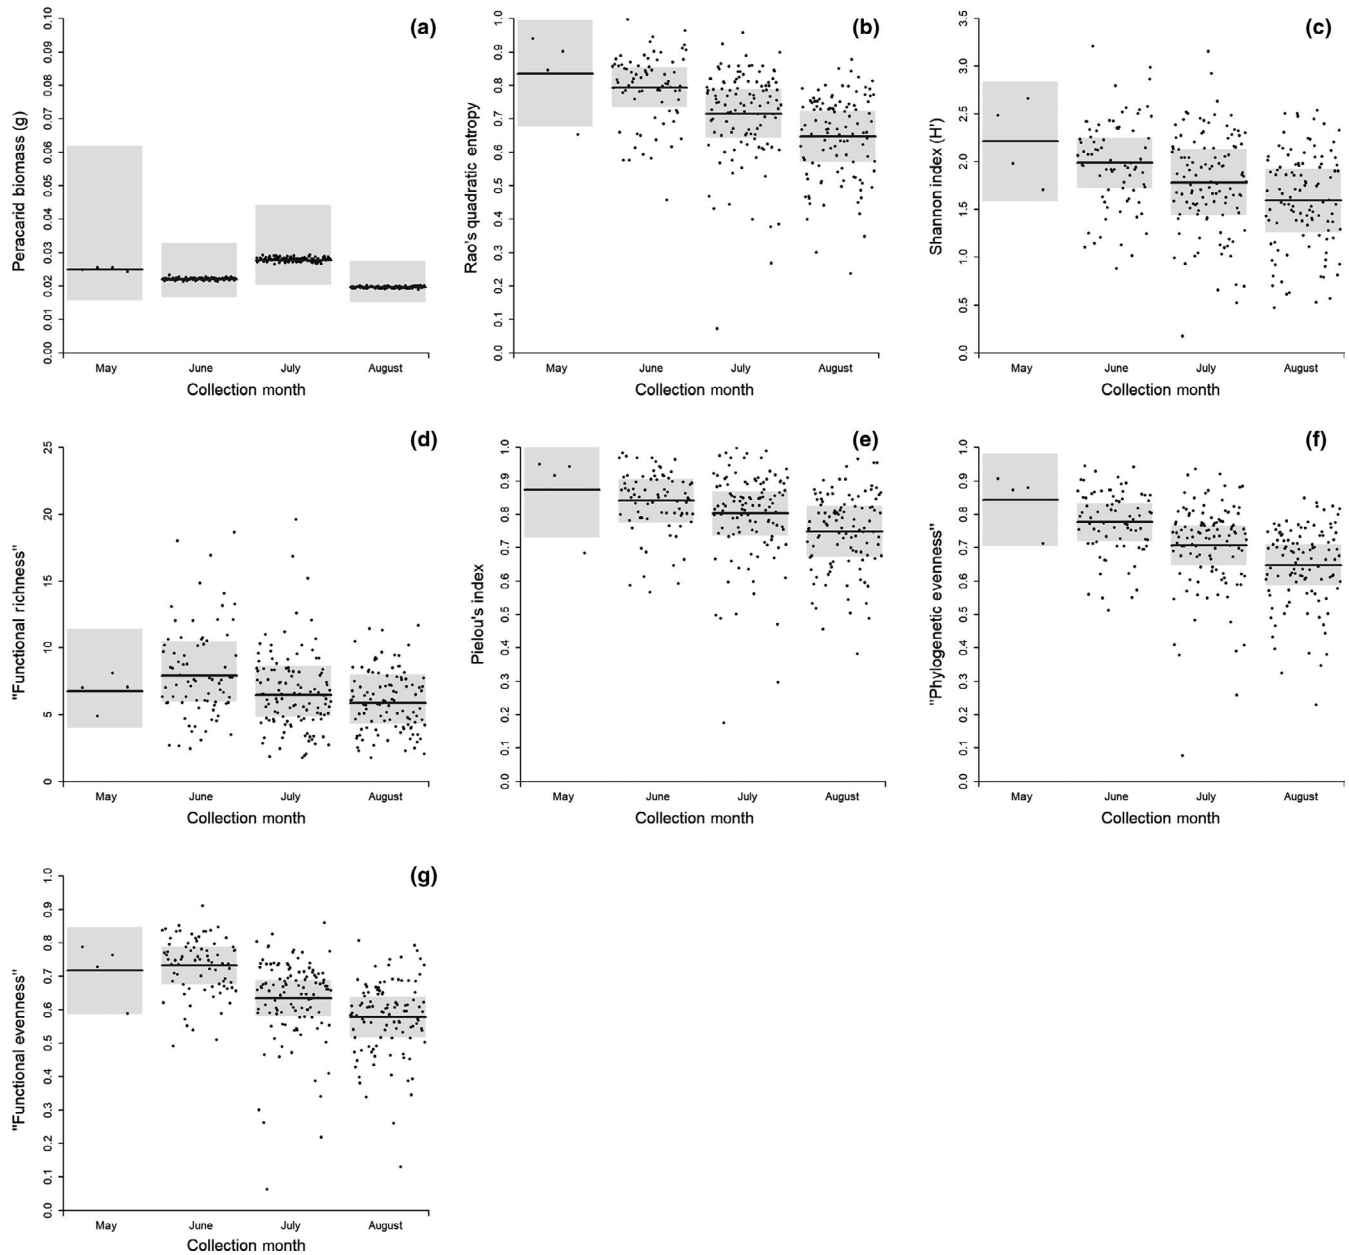 (a)
Peracarid biomass (g)
0.10
0.09
0.08
0.07
0.06
0.05
0.04
0.03
0.02
0.01
0.00
May June July August
Collection month
(b)
Rao's quadratic entropy
1.0
0.9
0.8
0.7
0.6
0.5
0.4
0.3
0.2
0.1
0.0
May June July August
Collection month
(c)
Shannon index (H')
3.5
3.0
2.5
2.0
1.5
1.0
0.5
0.0
May June July August
Collection month
(d)
"Functional richness"
25
20
15
10
5
0
May June July August
Collection month
(e)
Pielou's index
1.0
0.9
0.8
0.7
0.6
0.5
0.4
0.3
0.2
0.1
0.0
May June July August
Collection month
(f)
"Phylogenetic evenness"
1.0
0.9
0.8
0.7
0.6
0.5
0.4
0.3
0.2
0.1
0.0
May June July August
Collection month
(g)
"Functional evenness"
1.0
0.9
0.8
0.7
0.6
0.5
0.4
0.3
0.2
0.1
0.0
May June July August
Collection month